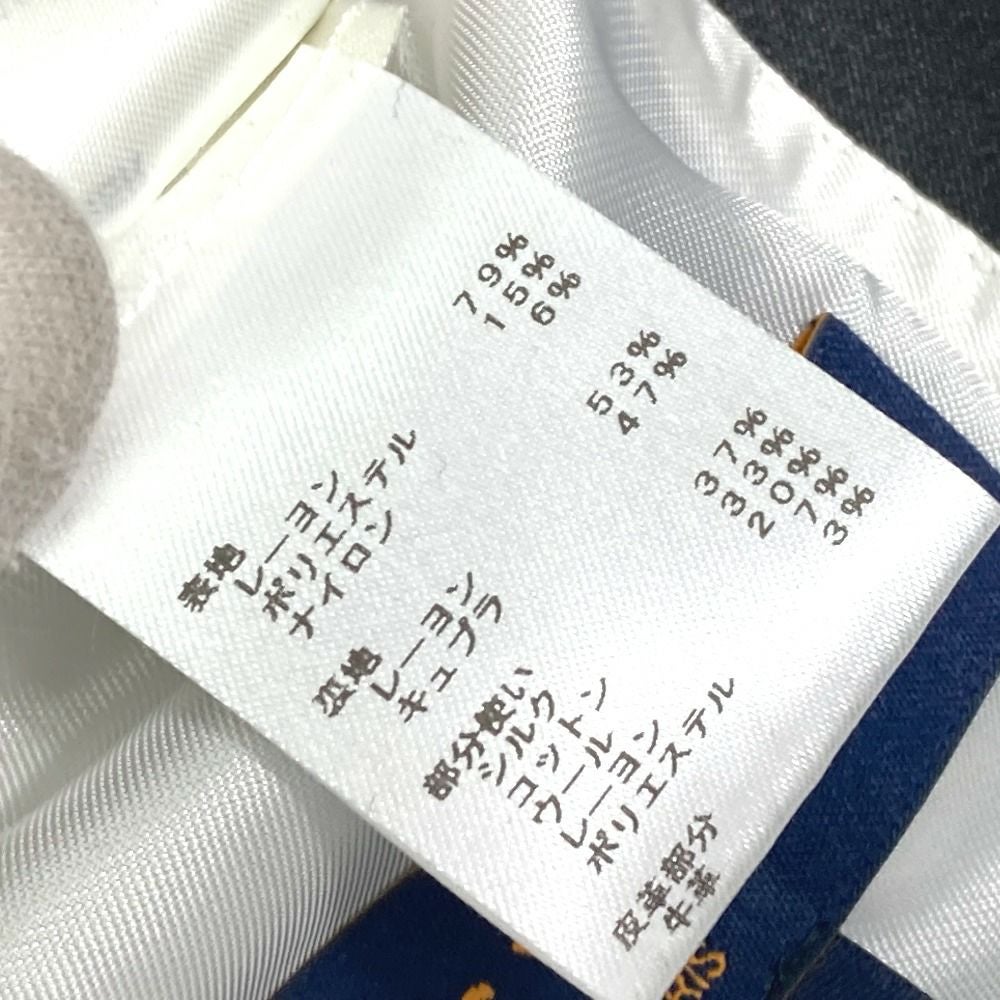 表地
レーヨン 79%
ポリエステル 15%
ナイロン 6%
裏地
レーヨン 53%
キュプラ 47%
部分使い
シルク 37%
コットン 33%
ウール 20%
レーヨン 7%
ポリエステル 3%
皮革部分
牛革